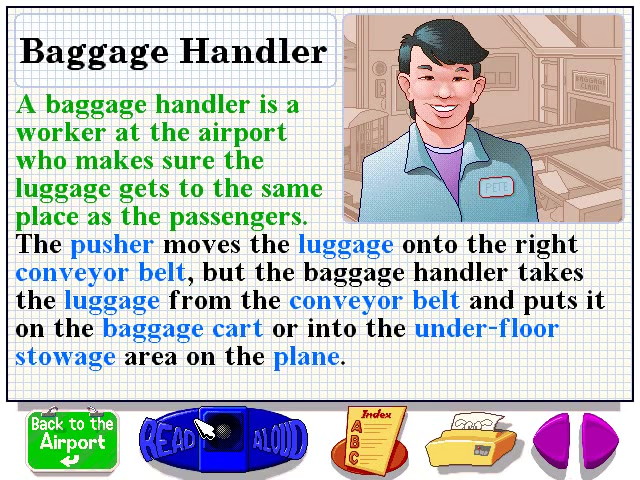 Baggage Handler
A baggage handler is a
worker at the airport
who makes sure the
luggage gets to the same
place as the passengers.
The pusher moves the luggage onto the right
conveyor belt, but the baggage handler takes
the luggage from the conveyor belt and puts it
on the baggage cart or into the under-floor
stowage area on the plane.
BAGGAGE
CLAIM
PETE
Back to the
Airport
READ ALOUD
Index
A
B
C